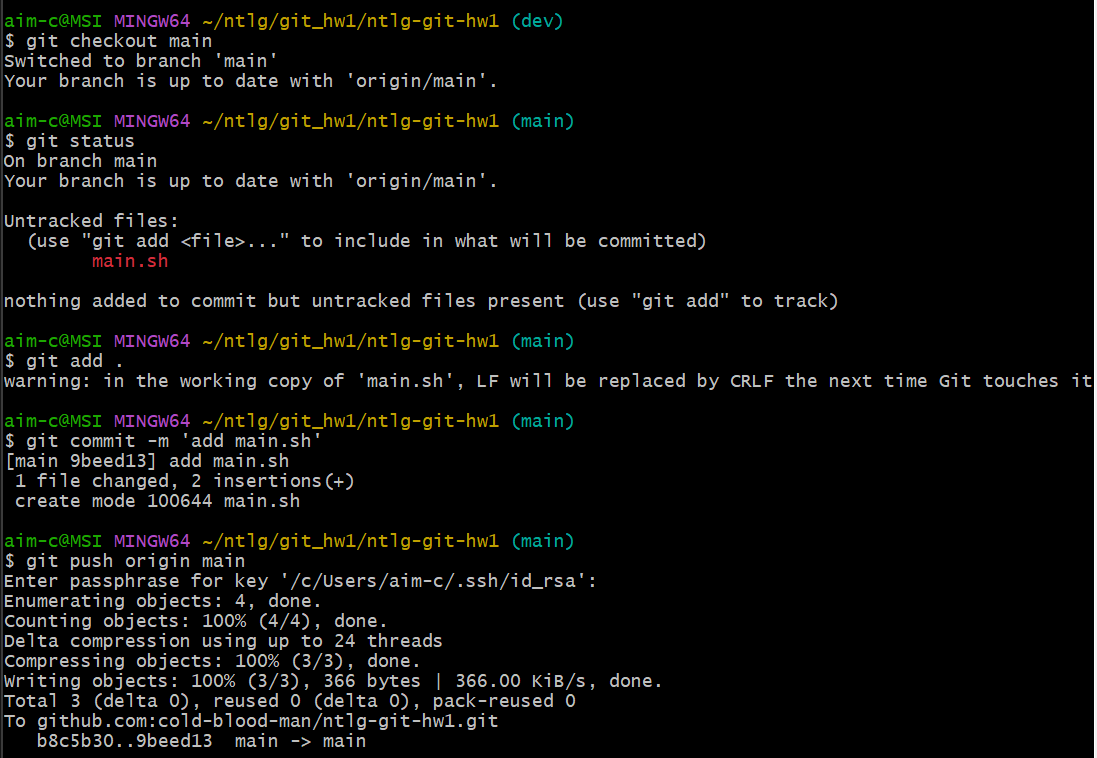 aim-c@MSI MINGW64 ~/ntlg/git_hw1/ntlg-git-hw1 (dev)
$ git checkout main
Switched to branch 'main'
Your branch is up to date with 'origin/main'.
aim-c@MSI MINGW64 ~/ntlg/git_hw1/ntlg-git-hw1 (main)
$ git status
On branch main
Your branch is up to date with 'origin/main'.
Untracked files:
  (use "git add <file>..." to include in what will be committed)
        main.sh
nothing added to commit but untracked files present (use "git add" to track)
aim-c@MSI MINGW64 ~/ntlg/git_hw1/ntlg-git-hw1 (main)
$ git add .
warning: in the working copy of 'main.sh', LF will be replaced by CRLF the next time Git touches it
aim-c@MSI MINGW64 ~/ntlg/git_hw1/ntlg-git-hw1 (main)
$ git commit -m 'add main.sh'
[main 9beed13] add main.sh
 1 file changed, 2 insertions(+)
 create mode 100644 main.sh
aim-c@MSI MINGW64 ~/ntlg/git_hw1/ntlg-git-hw1 (main)
$ git push origin main
Enter passphrase for key '/c/Users/aim-c/.ssh/id_rsa':
Enumerating objects: 4, done.
Counting objects: 100% (4/4), done.
Delta compression using up to 24 threads
Compressing objects: 100% (3/3), done.
Writing objects: 100% (3/3), 366 bytes | 366.00 KiB/s, done.
Total 3 (delta 0), reused 0 (delta 0), pack-reused 0
To github.com:cold-blood-man/ntlg-git-hw1.git
   b8c5b30..9beed13  main -> main